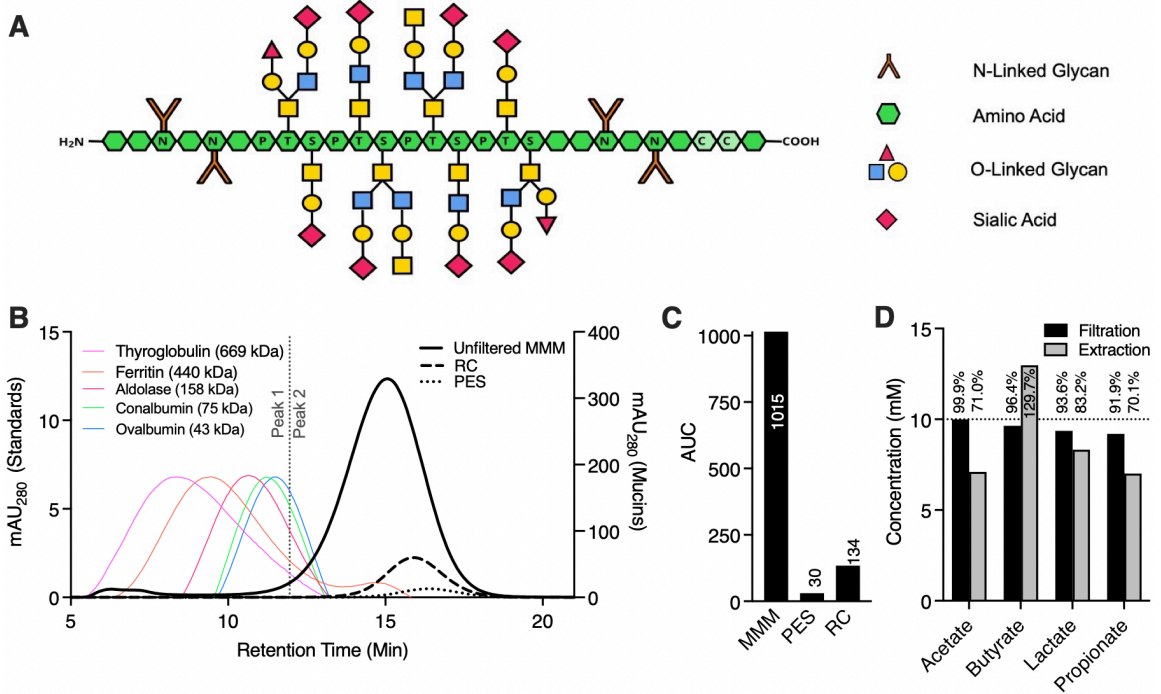 A
H₂N
N N P T S P T S P T S P T S N N C C
COOH
N-Linked Glycan
Amino Acid
O-Linked Glycan
Sialic Acid
B
15
10
5
0
mAU280 (Standards)
Thyroglobulin (669 kDa)
Ferritin (440 kDa)
Aldolase (158 kDa)
Conalbumin (75 kDa)
Ovalbumin (43 kDa)
Peak 1
Peak 2
Unfiltered MMM
RC
PES
400
300
200
100
0
mAU280 (Mucins)
5 10 15 20
Retention Time (Min)
C
AUC
1000
750
500
250
0
1015
30
134
MMM
PES
RC
D
Filtration
Extraction
Concentration (mM)
15
10
5
0
99.9%
71.0%
96.4%
129.7%
93.6%
83.2%
91.9%
70.1%
Acetate
Butyrate
Lactate
Propionate